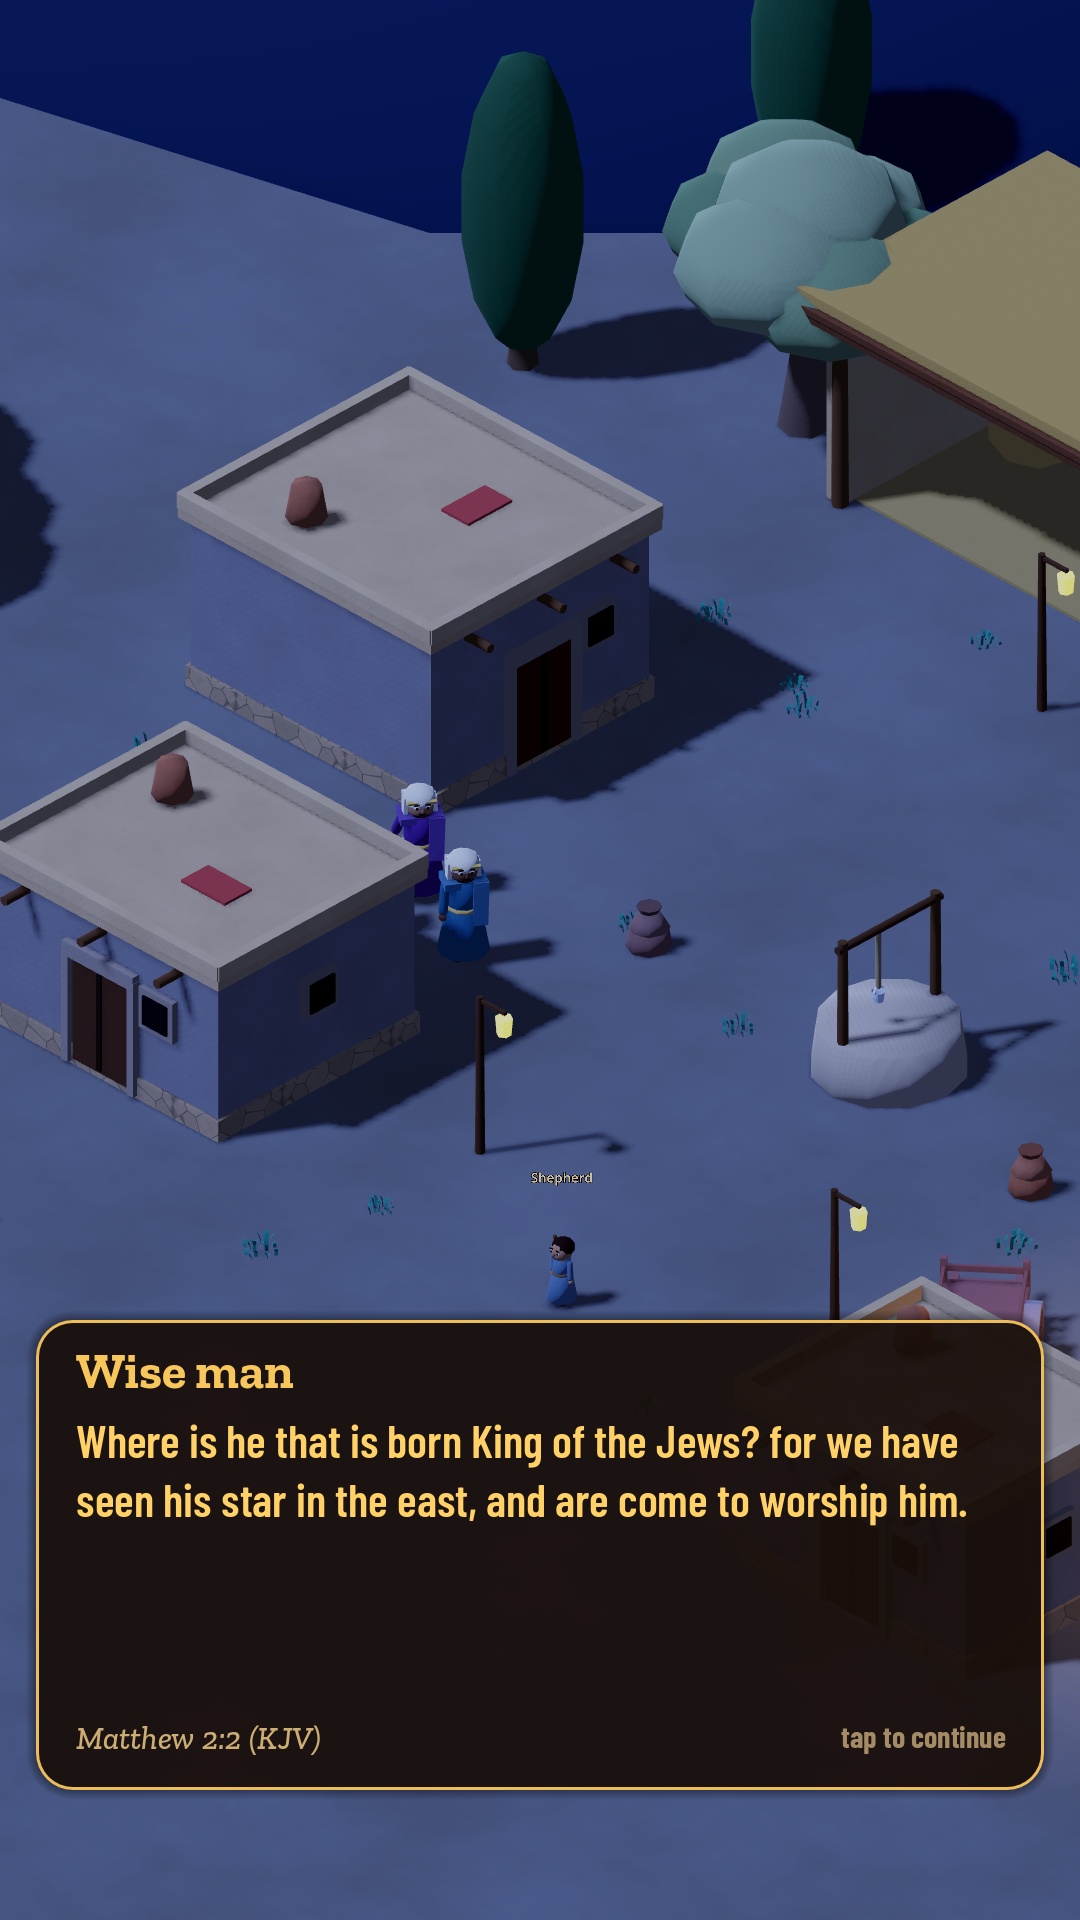 Shepherd
Wise man
Where is he that is born King of the Jews? for we have
seen his star in the east, and are come to worship him.
Matthew 2:2 (KJV)
tap to continue